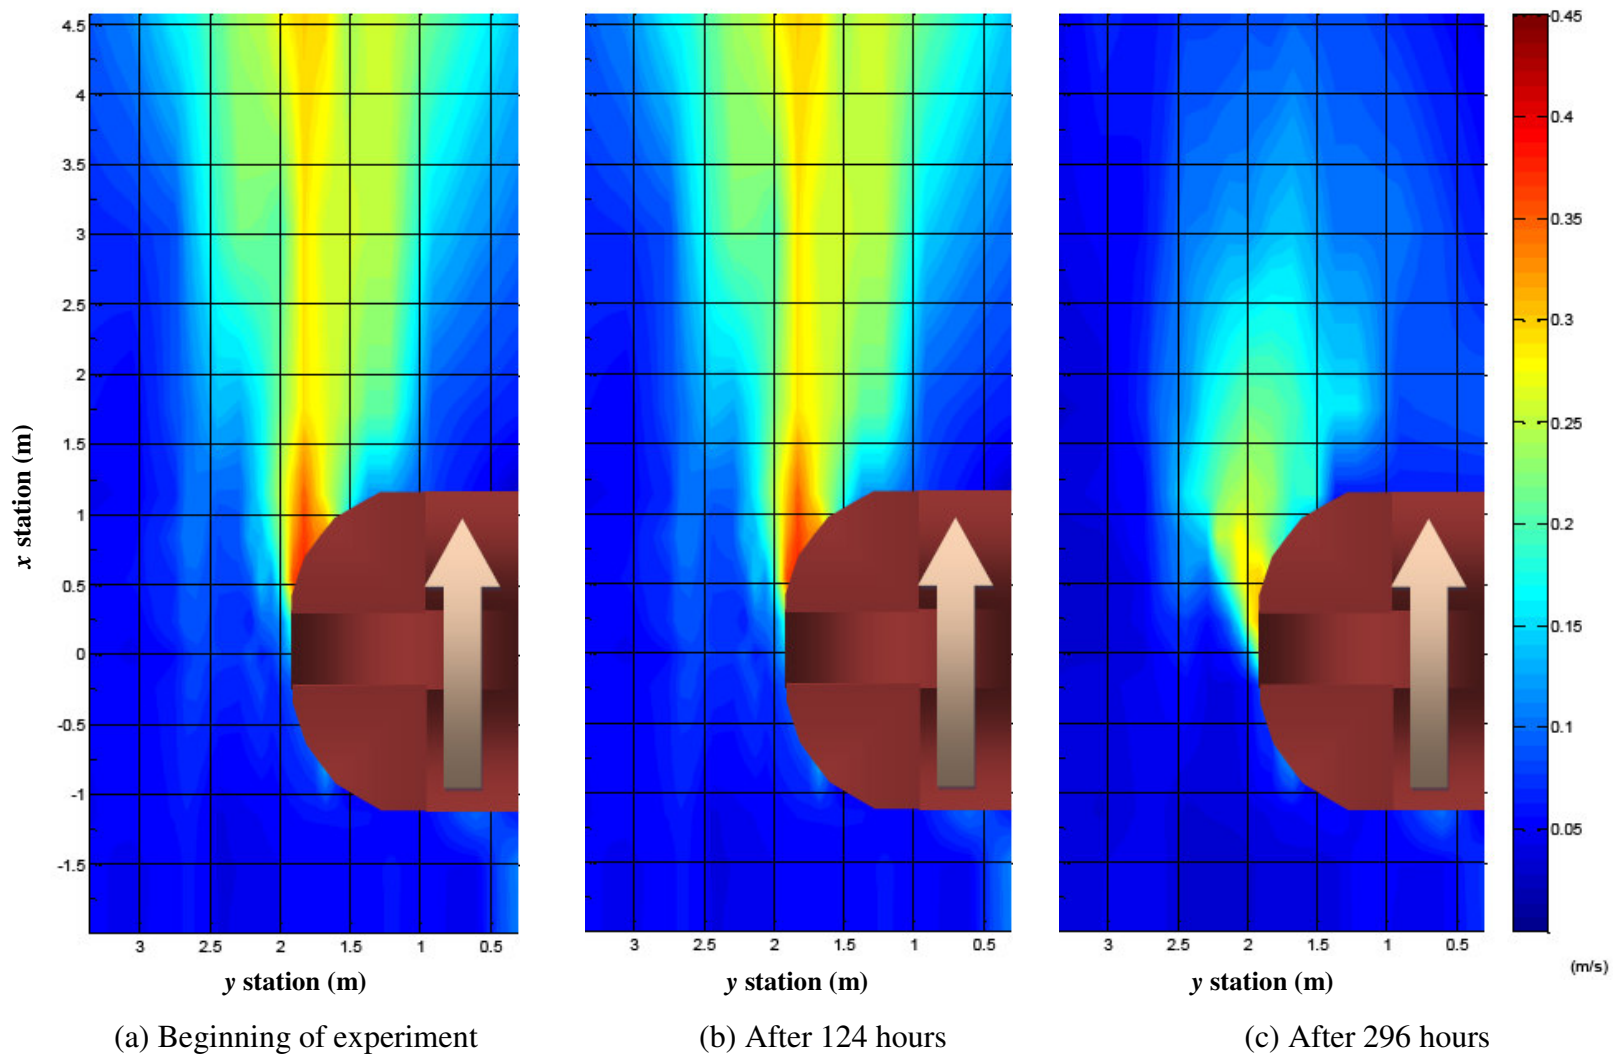 4.5
4
3.5
3
2.5
2
1.5
1
0.5
0
-0.5
-1
-1.5
x station (m)
3 2.5 2 1.5 1 0.5
3 2.5 2 1.5 1 0.5
3 2.5 2 1.5 1 0.5
y station (m)
y station (m)
y station (m)
0.45
0.4
0.35
0.3
0.25
0.2
0.15
0.1
0.05
(m/s)
(a) Beginning of experiment
(b) After 124 hours
(c) After 296 hours